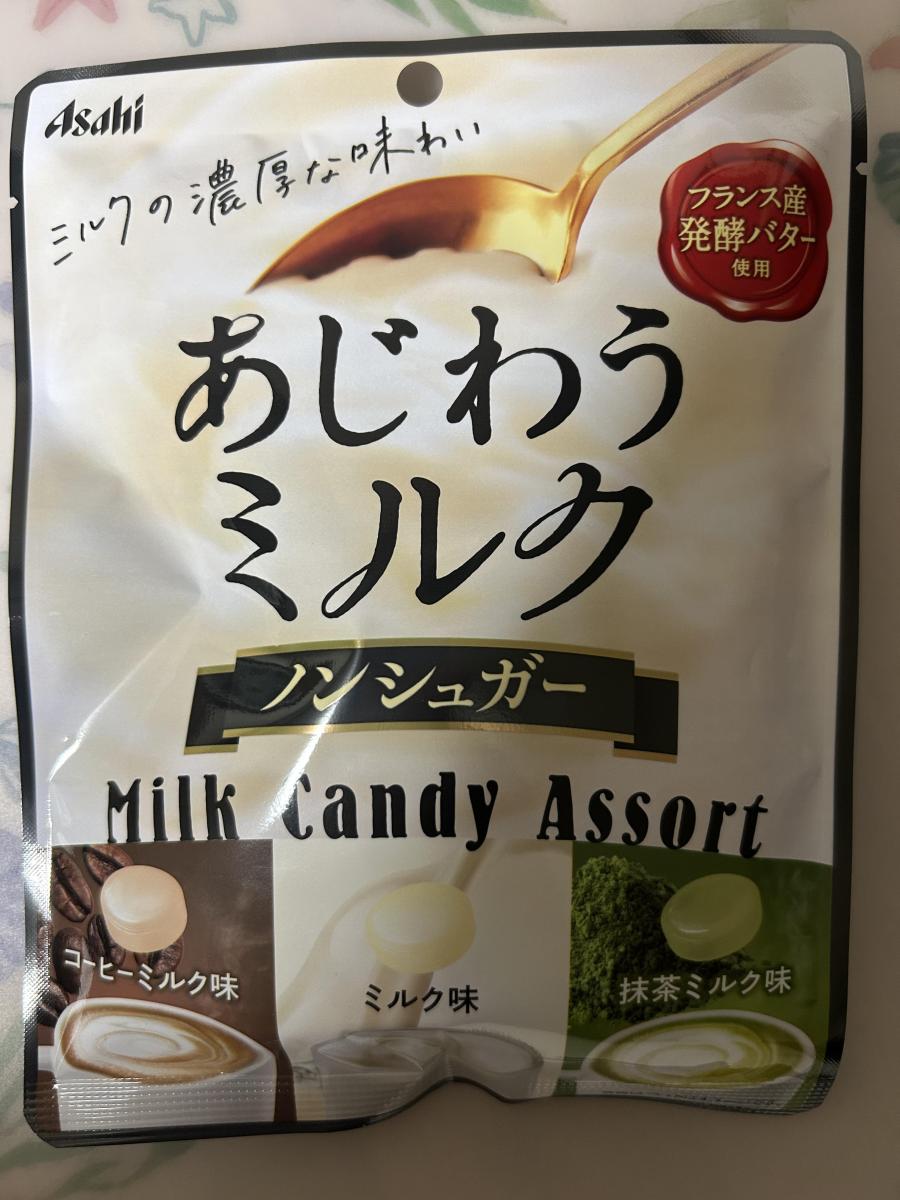 Asahi
ミルクの濃厚な味わい
フランス産
発酵バター
使用
あじわう
ミルク
ノンシュガー
Milk Candy Assort
コーヒーミルク味
ミルク味
抹茶ミルク味